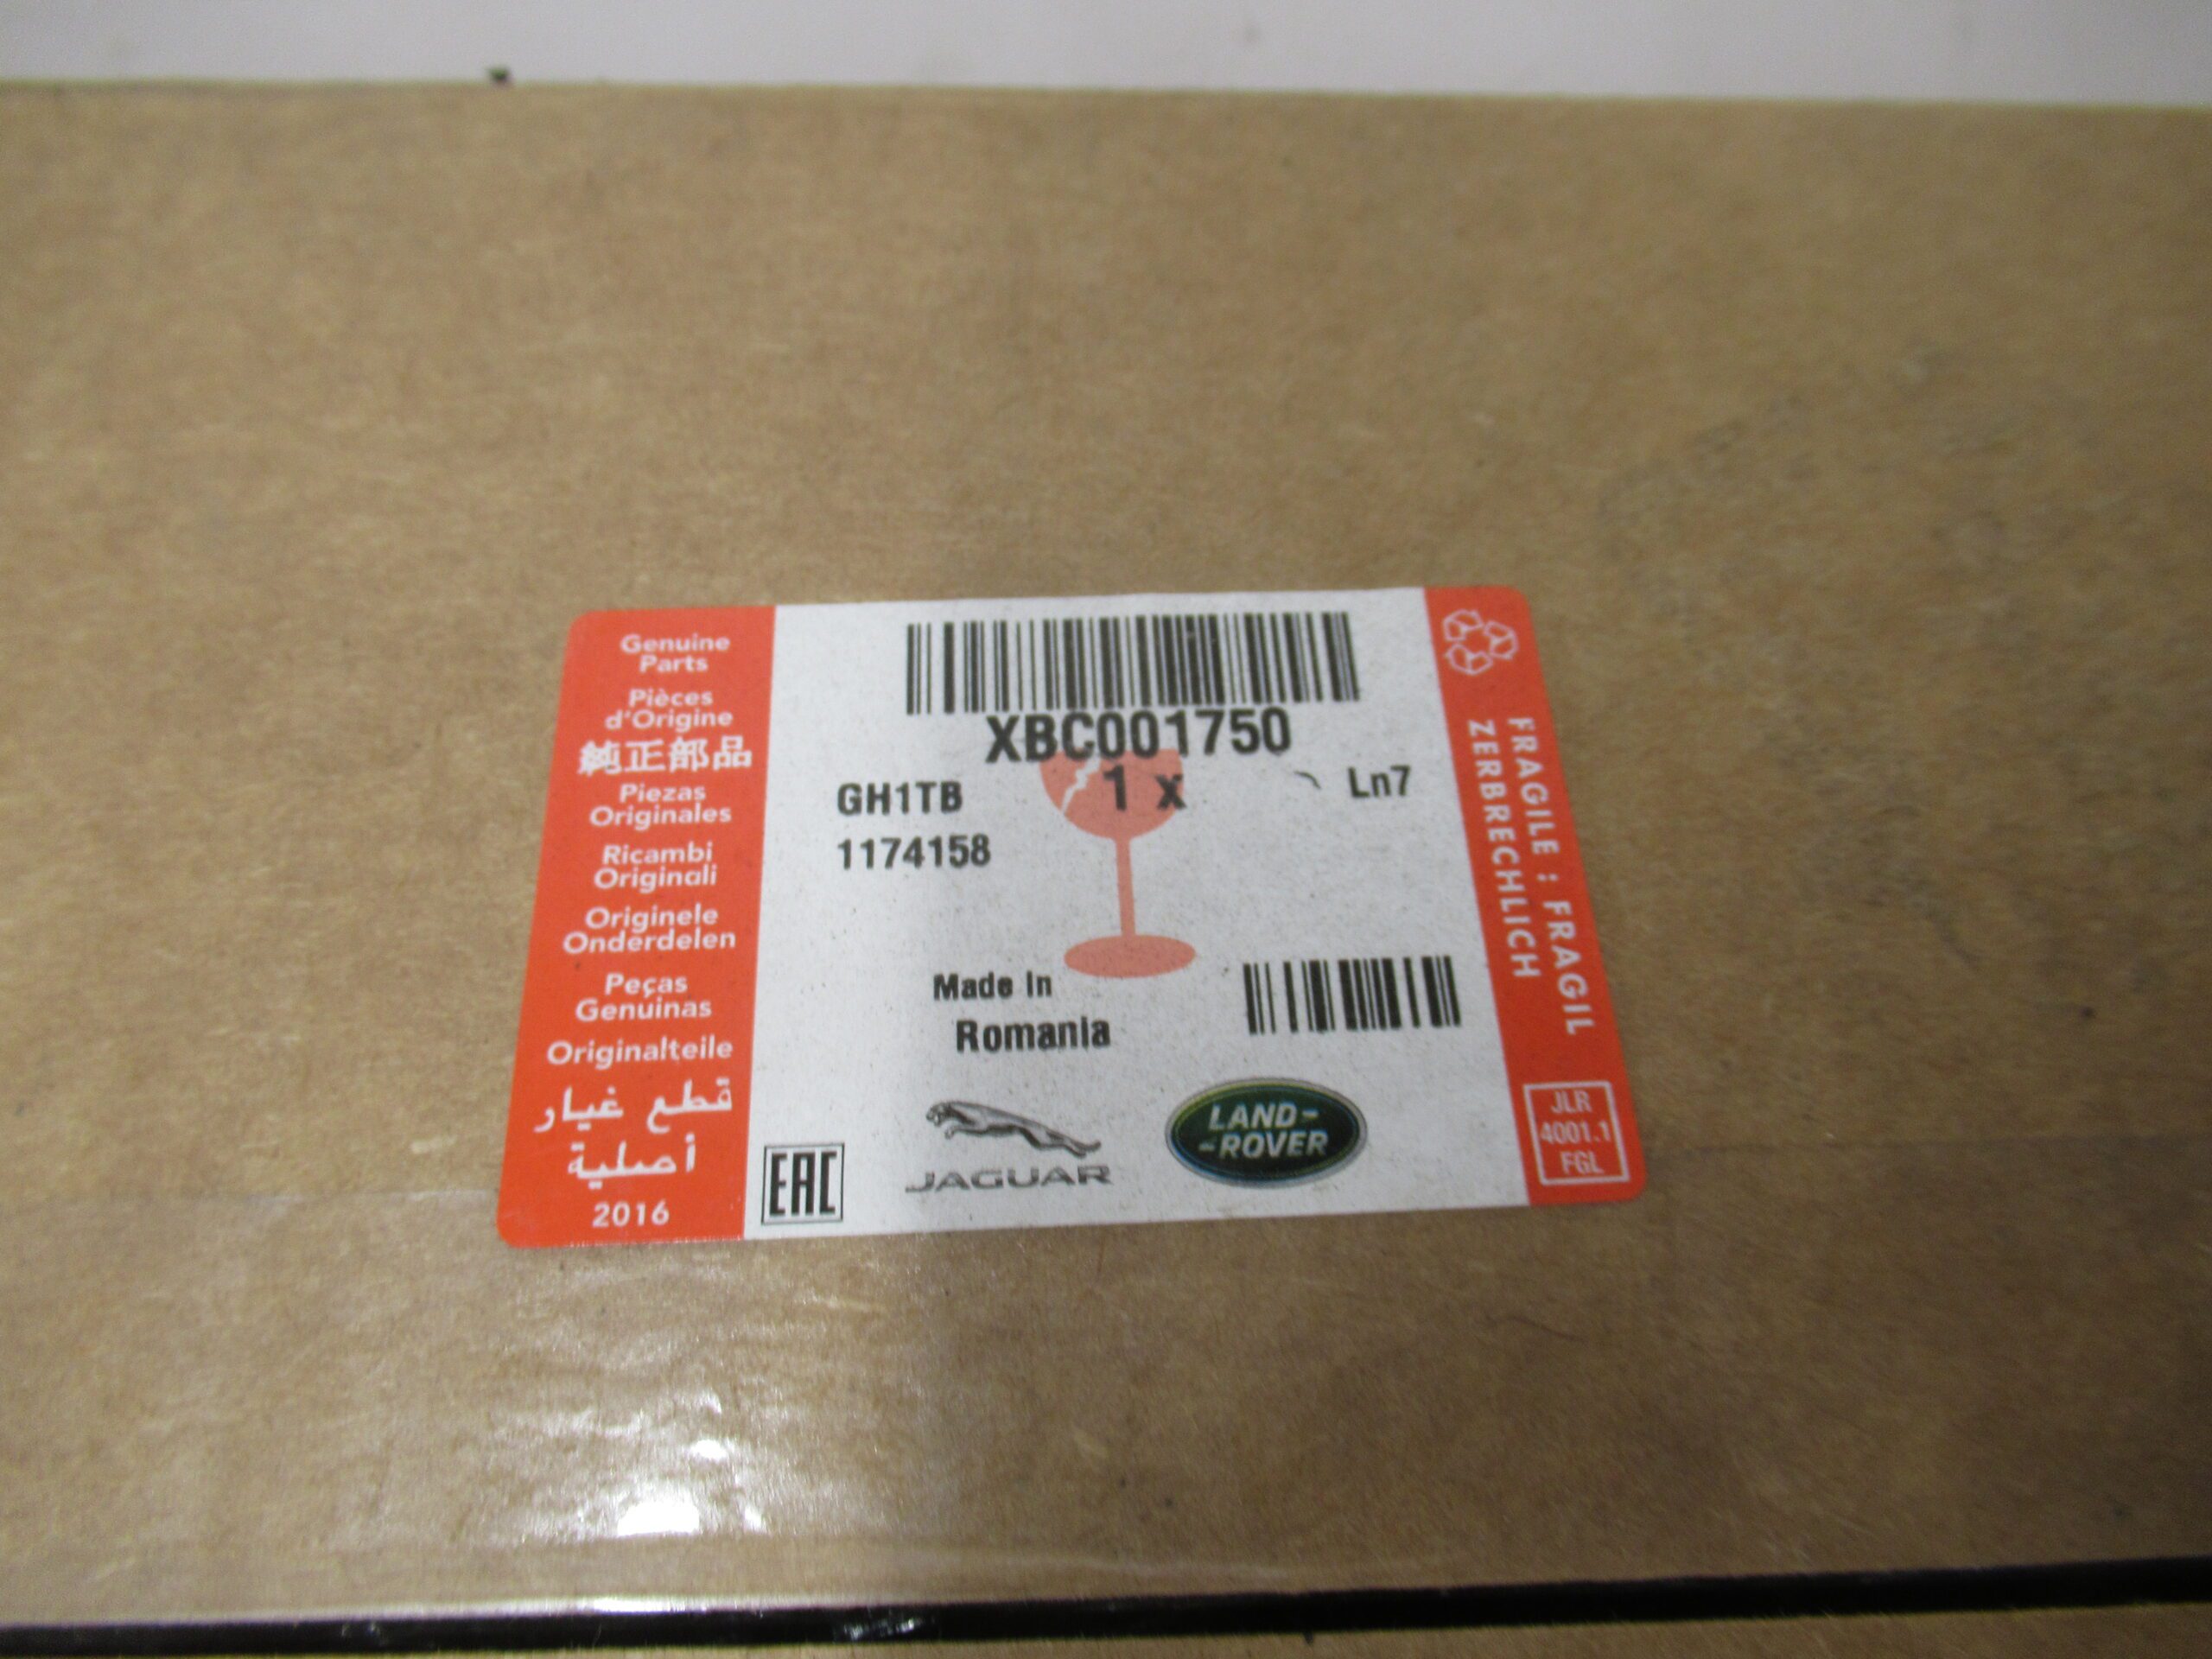 Genuine
Parts
Pièces
d'Origine
純正部品
Piezas
Originales
Ricambi
Originali
Originele
Onderdelen
Peças
Genuinas
Originalteile
قطع غيار
أصلية
2016
XBC001750
1 x
Ln7
GH1TB
1174158
Made In
Romania
EAC
JAGUAR
LAND-
-ROVER
FRAGILE : FRAGIL
ZERBRECHLICH
JLR
4001.1
FGL